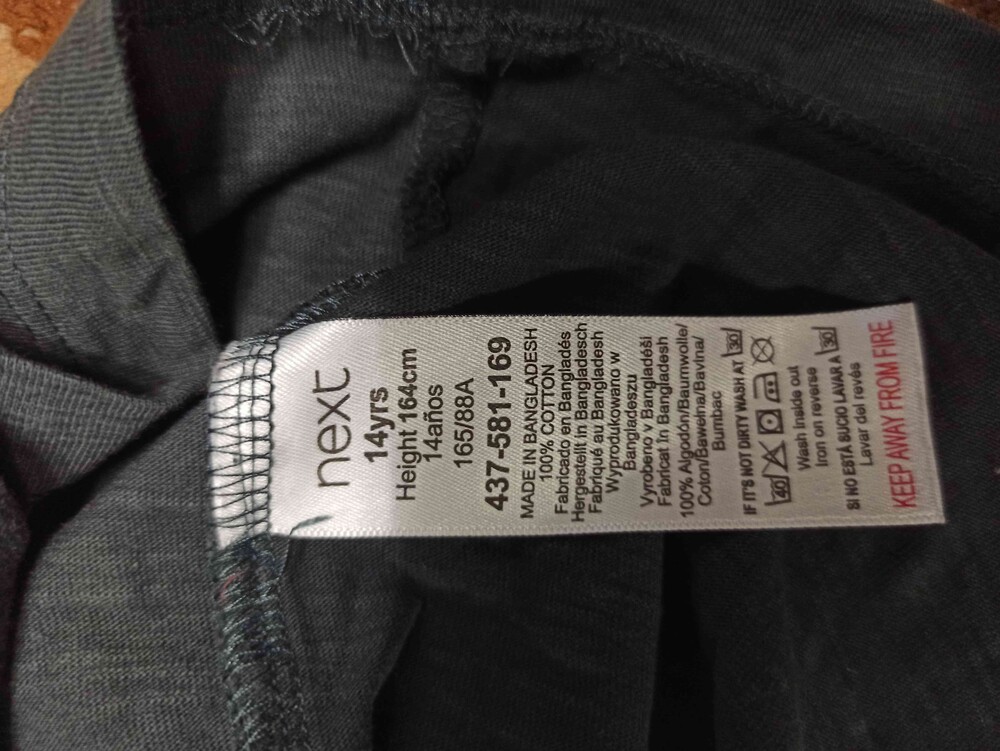 next
14yrs
Height 164cm
14años
165/88A
437-581-169
MADE IN BANGLADESH
100% COTTON
Fabricado en Bangladés
Hergestellt in Bangladesch
Fabriqué au Bangladesh
Wyprodukowano w
Bangladeszu
Vyrobeno v Bangladéši
Fabricat în Bangladesh
100% Algodón/Baumwolle/
Coton/Bawełna/Bavlna/
Bumbac
IF IT'S NOT DIRTY WASH AT 30
40
Wash inside out
Iron on reverse
SI NO ESTÁ SUCIO LAVAR A 30
Lavar del revés
KEEP AWAY FROM FIRE